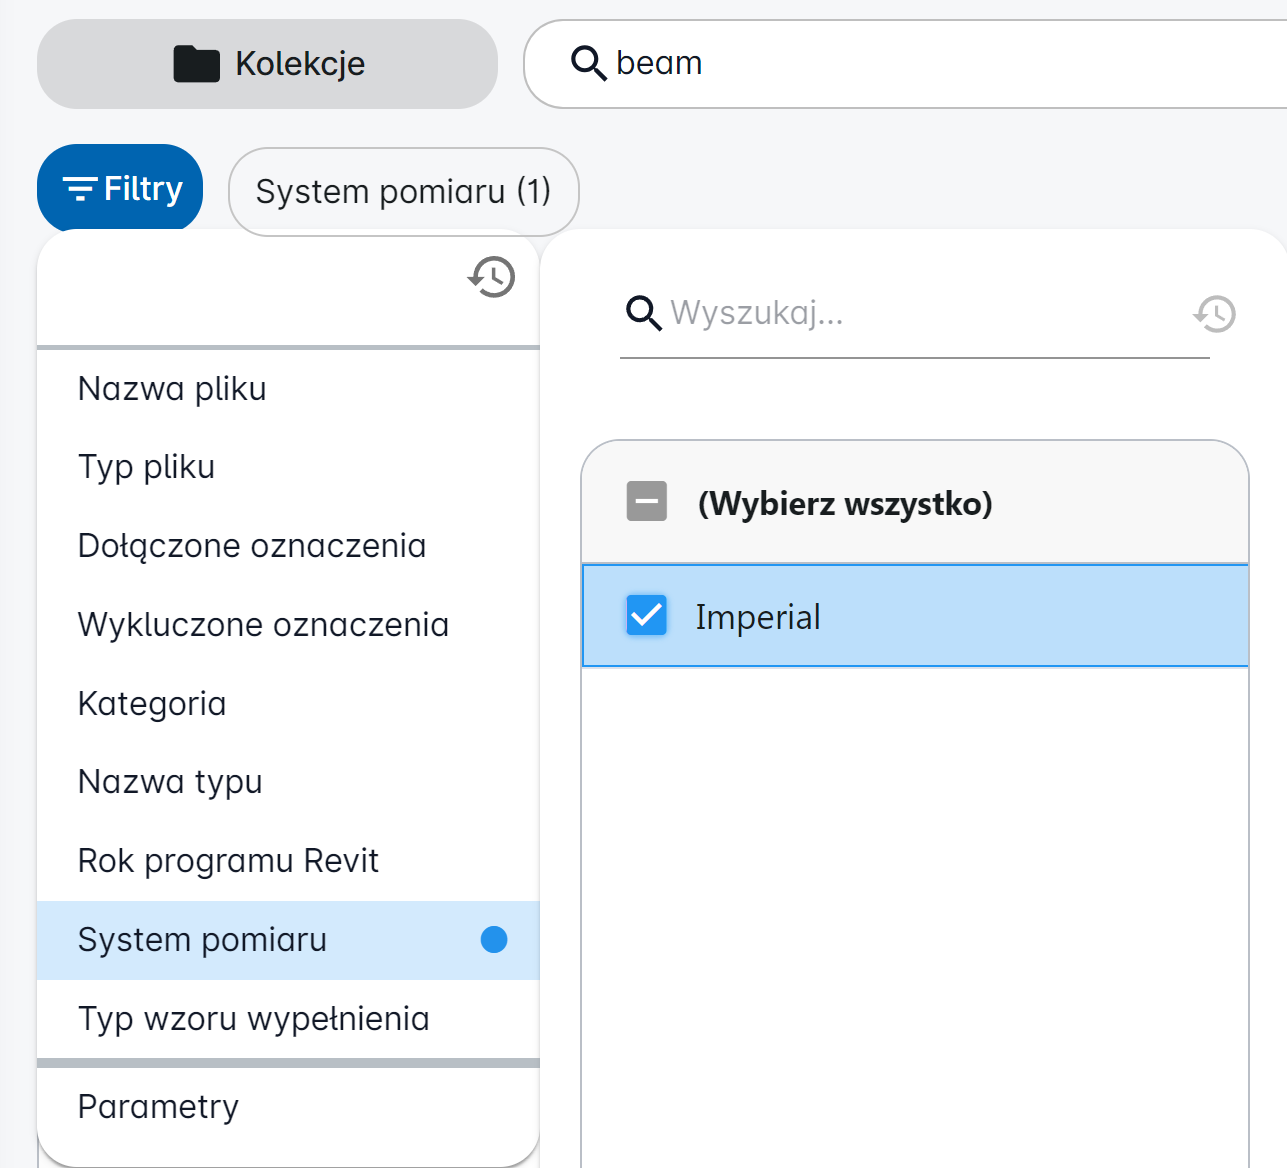 Kolekcje
beam
Filtry
System pomiaru (1)
Nazwa pliku
Typ pliku
Dołączone oznaczenia
Wykluczone oznaczenia
Kategoria
Nazwa typu
Rok programu Revit
System pomiaru
Typ wzoru wypełnienia
Parametry
Wyszukaj...
(Wybierz wszystko)
Imperial